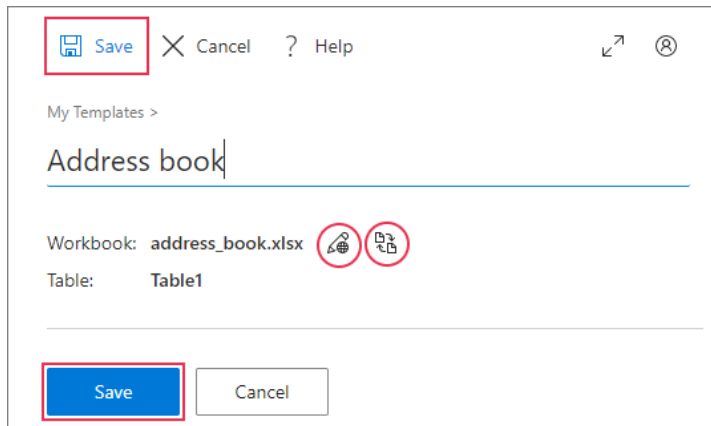 Save Cancel ? Help
My Templates >
Address book
Workbook: address_book.xlsx
Table: Table1
Save Cancel